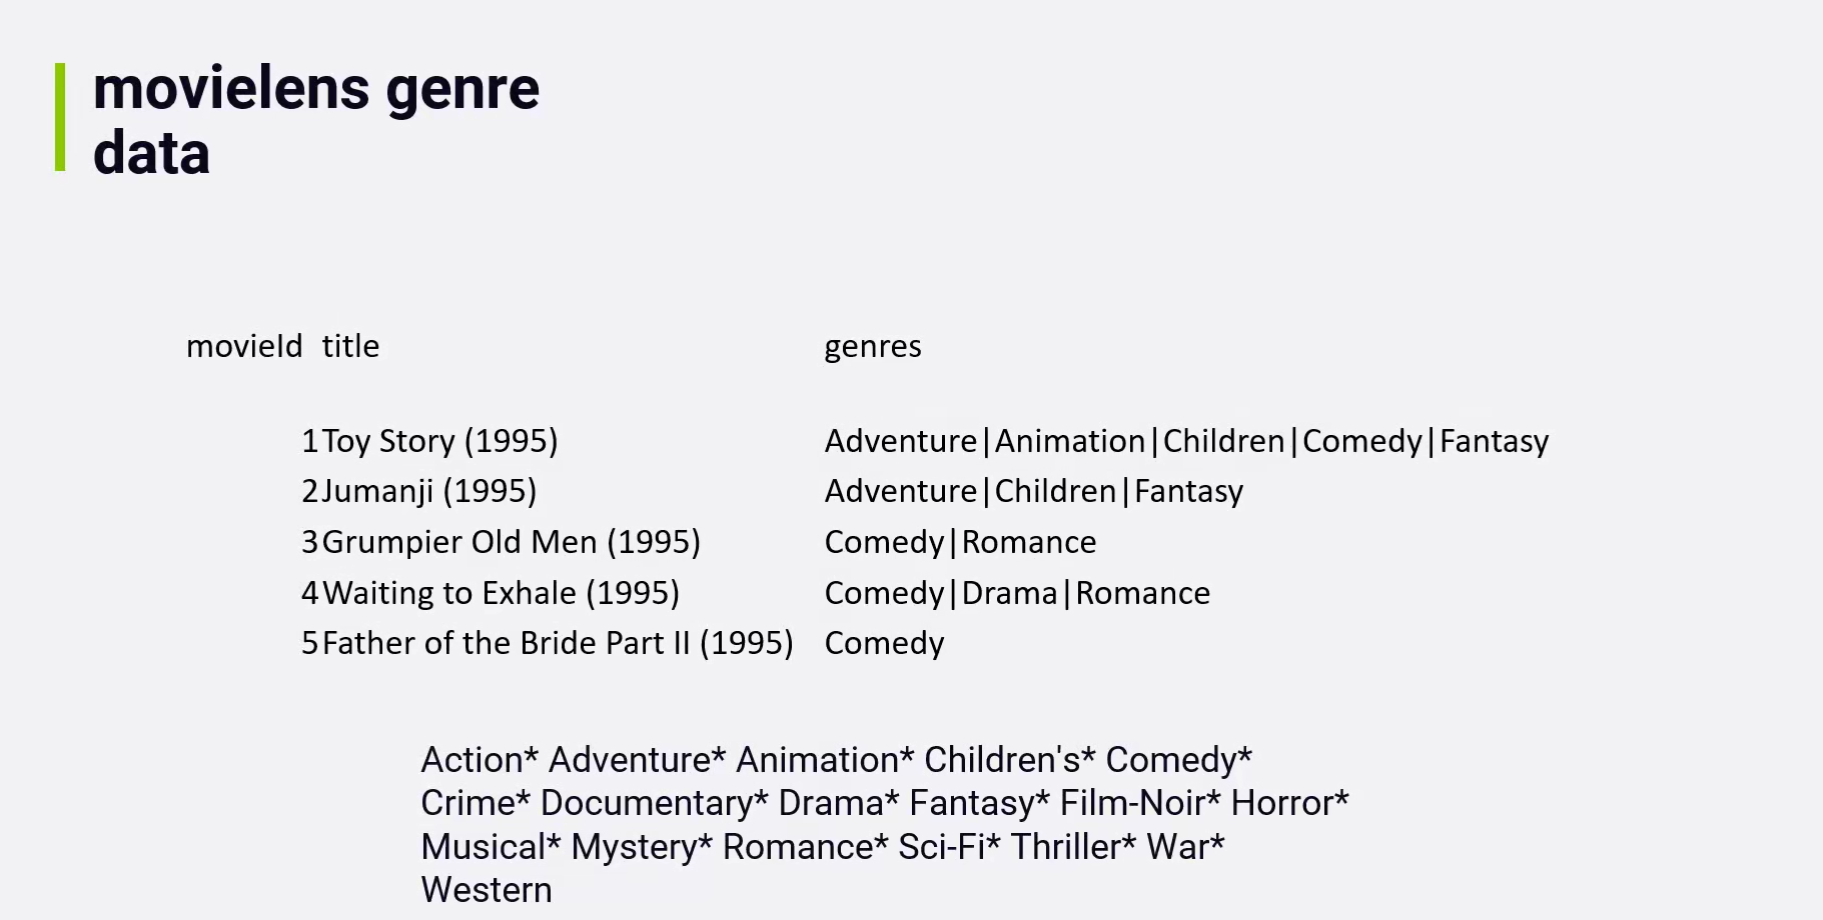 movielens genre
data
movieId title genres
1 Toy Story (1995) Adventure|Animation|Children|Comedy|Fantasy
2 Jumanji (1995) Adventure|Children|Fantasy
3 Grumpier Old Men (1995) Comedy|Romance
4 Waiting to Exhale (1995) Comedy|Drama|Romance
5 Father of the Bride Part II (1995) Comedy
Action* Adventure* Animation* Children's* Comedy*
Crime* Documentary* Drama* Fantasy* Film-Noir* Horror*
Musical* Mystery* Romance* Sci-Fi* Thriller* War*
Western